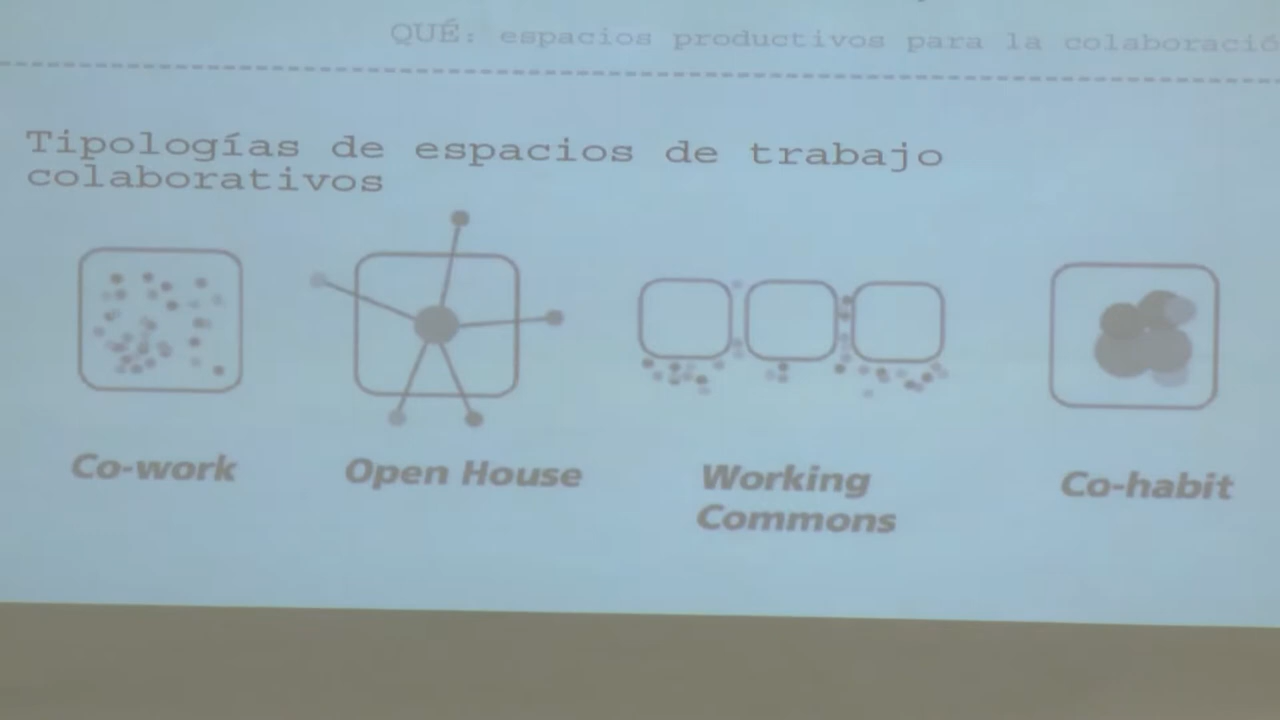 QUÉ: espacios productivos para la colaboració
Tipologías de espacios de trabajo
colaborativos
Co-work
Open House
Working
Commons
Co-habit